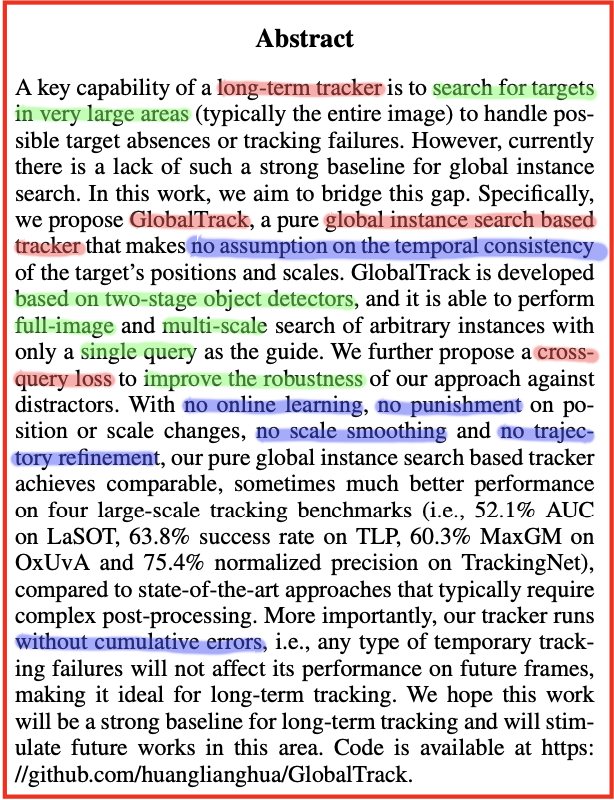 Abstract
A key capability of a long-term tracker is to search for targets
in very large areas (typically the entire image) to handle pos-
sible target absences or tracking failures. However, currently
there is a lack of such a strong baseline for global instance
search. In this work, we aim to bridge this gap. Specifically,
we propose GlobalTrack, a pure global instance search based
tracker that makes no assumption on the temporal consistency
of the target's positions and scales. GlobalTrack is developed
based on two-stage object detectors, and it is able to perform
full-image and multi-scale search of arbitrary instances with
only a single query as the guide. We further propose a cross-
query loss to improve the robustness of our approach against
distractors. With no online learning, no punishment on po-
sition or scale changes, no scale smoothing and no trajec-
tory refinement, our pure global instance search based tracker
achieves comparable, sometimes much better performance
on four large-scale tracking benchmarks (i.e., 52.1% AUC
on LaSOT, 63.8% success rate on TLP, 60.3% MaxGM on
OxUvA and 75.4% normalized precision on TrackingNet),
compared to state-of-the-art approaches that typically require
complex post-processing. More importantly, our tracker runs
without cumulative errors, i.e., any type of temporary track-
ing failures will not affect its performance on future frames,
making it ideal for long-term tracking. We hope this work
will be a strong baseline for long-term tracking and will stim-
ulate future works in this area. Code is available at https:
//github.com/huanglianghua/GlobalTrack.